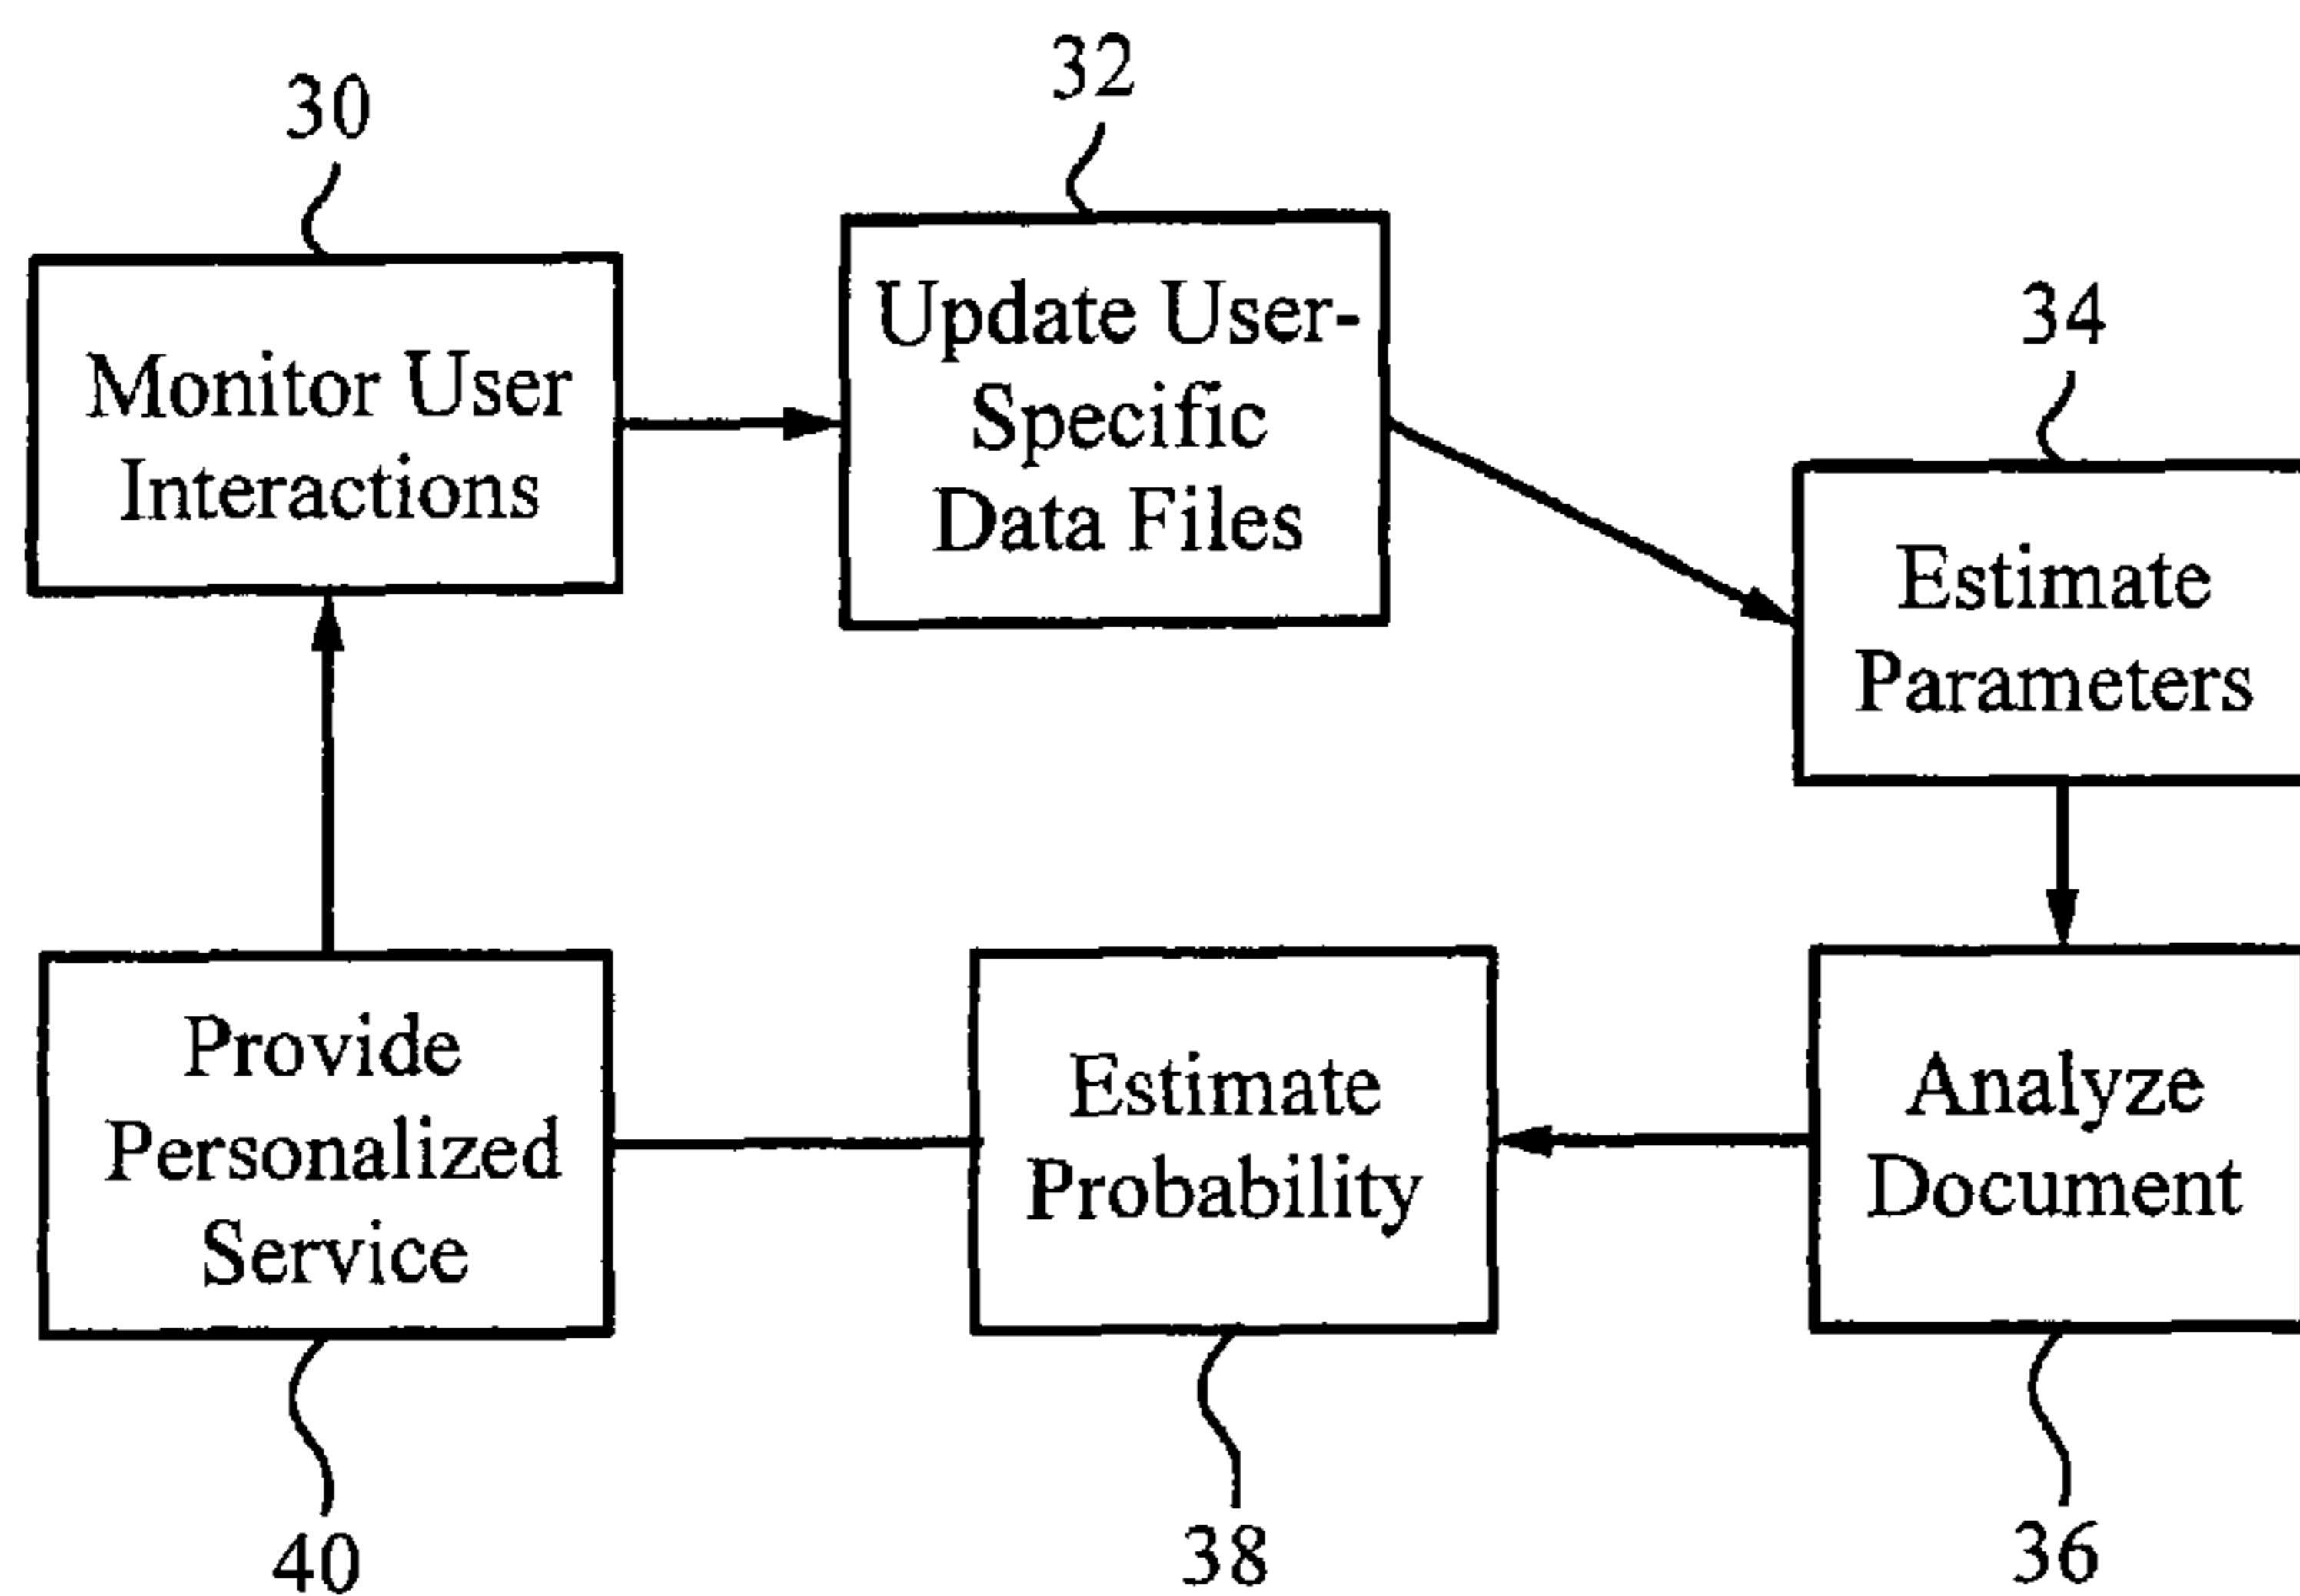 30
Monitor User
Interactions
32
Update User-
Specific
Data Files
34
Estimate
Parameters
Provide
Personalized
Service
40
Estimate
Probability
38
Analyze
Document
36